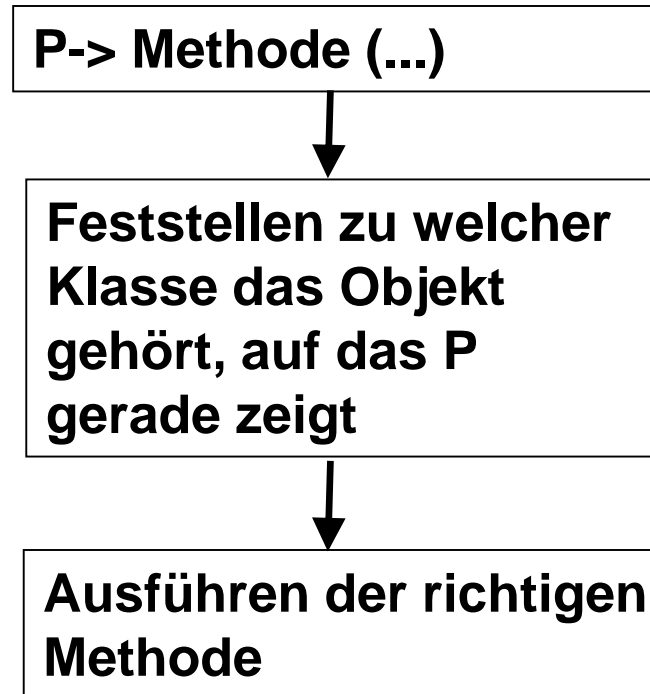 P-> Methode (...)
Feststellen zu welcher
Klasse das Objekt
gehört, auf das P
gerade zeigt
Ausführen der richtigen
Methode